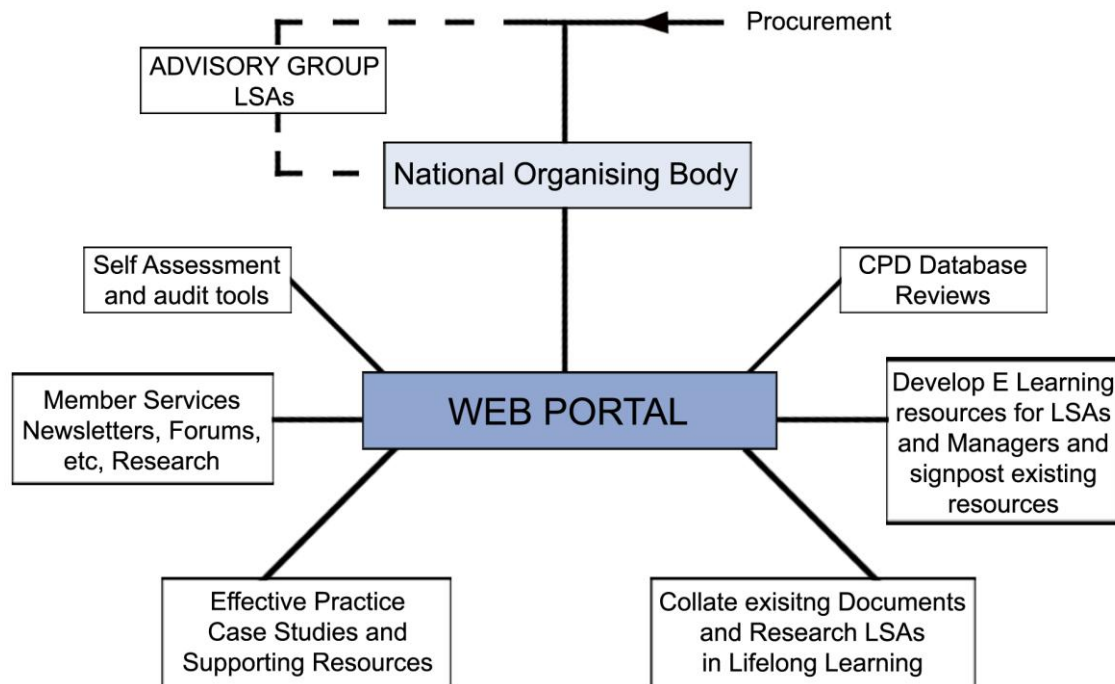 Procurement
ADVISORY GROUP
LSAs
National Organising Body
Self Assessment
and audit tools
CPD Database
Reviews
WEB PORTAL
Member Services
Newsletters, Forums,
etc, Research
Develop E Learning
resources for LSAs
and Managers and
signpost existing
resources
Effective Practice
Case Studies and
Supporting Resources
Collate exisitng Documents
and Research LSAs
in Lifelong Learning